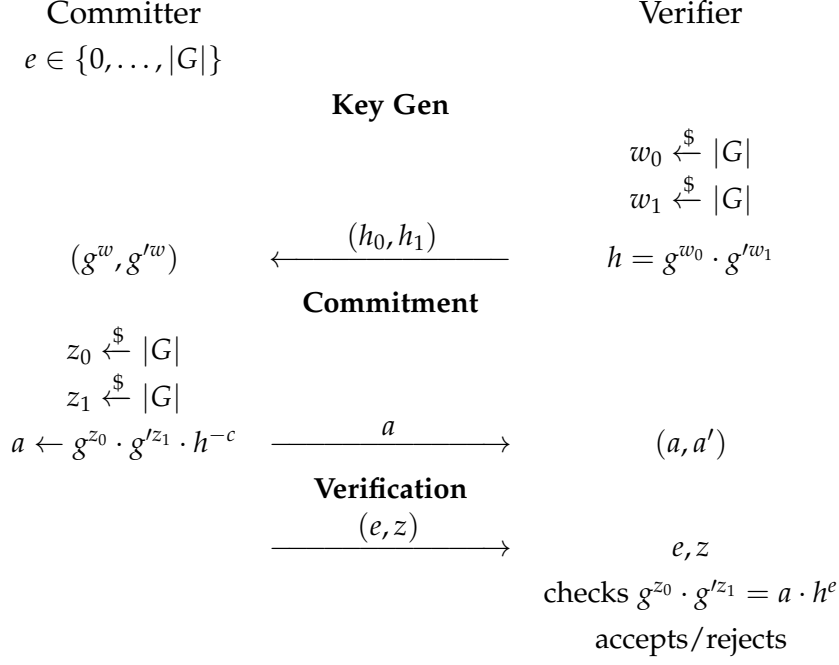 Committer Verifier
e ∈ {0, . . . , |G|}
Key Gen
w₀ ←$ |G|
w₁ ←$ |G|
(gʷ, g′ʷ) (h₀, h₁) h = g^{w₀} · g′^{w₁}
Commitment
z₀ ←$ |G|
z₁ ←$ |G|
a ← g^{z₀} · g′^{z₁} · h^{−c} a (a, a′)
Verification
(e, z) e, z
checks g^{z₀} · g′^{z₁} = a · h^e
accepts/rejects